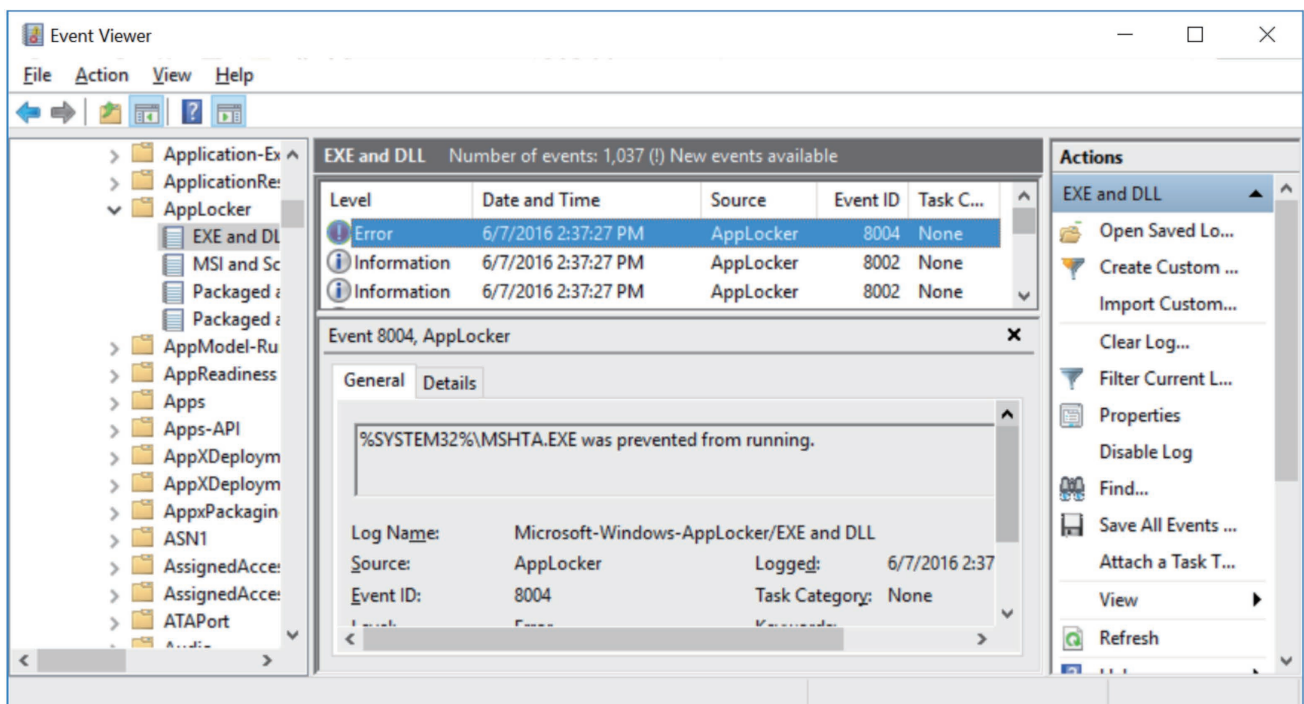 Event Viewer
File Action View Help
Application-Ex
ApplicationRe
AppLocker
EXE and DL
MSI and Sc
Packaged a
Packaged a
AppModel-Ru
AppReadiness
Apps
Apps-API
AppXDeploym
AppXDeploym
AppxPackagin
ASN1
AssignedAcce
AssignedAcce
ATAPort
EXE and DLL Number of events: 1,037 (!) New events available
Level Date and Time Source Event ID Task C...
Error 6/7/2016 2:37:27 PM AppLocker 8004 None
Information 6/7/2016 2:37:27 PM AppLocker 8002 None
Information 6/7/2016 2:37:27 PM AppLocker 8002 None
Event 8004, AppLocker
General Details
%SYSTEM32%\MSHTA.EXE was prevented from running.
Log Name: Microsoft-Windows-AppLocker/EXE and DLL
Source: AppLocker Logged: 6/7/2016 2:37
Event ID: 8004 Task Category: None
Actions
EXE and DLL
Open Saved Lo...
Create Custom ...
Import Custom...
Clear Log...
Filter Current L...
Properties
Disable Log
Find...
Save All Events ...
Attach a Task T...
View
Refresh